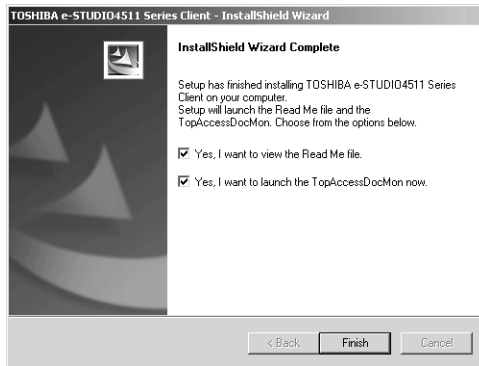 TOSHIBA e-STUDIO4511 Series Client - InstallShield Wizard
InstallShield Wizard Complete
Setup has finished installing TOSHIBA e-STUDIO4511 Series
Client on your computer.
Setup will launch the Read Me file and the
TopAccessDocMon. Choose from the options below.
Yes, I want to view the Read Me file.
Yes, I want to launch the TopAccessDocMon now.
< Back Finish Cancel